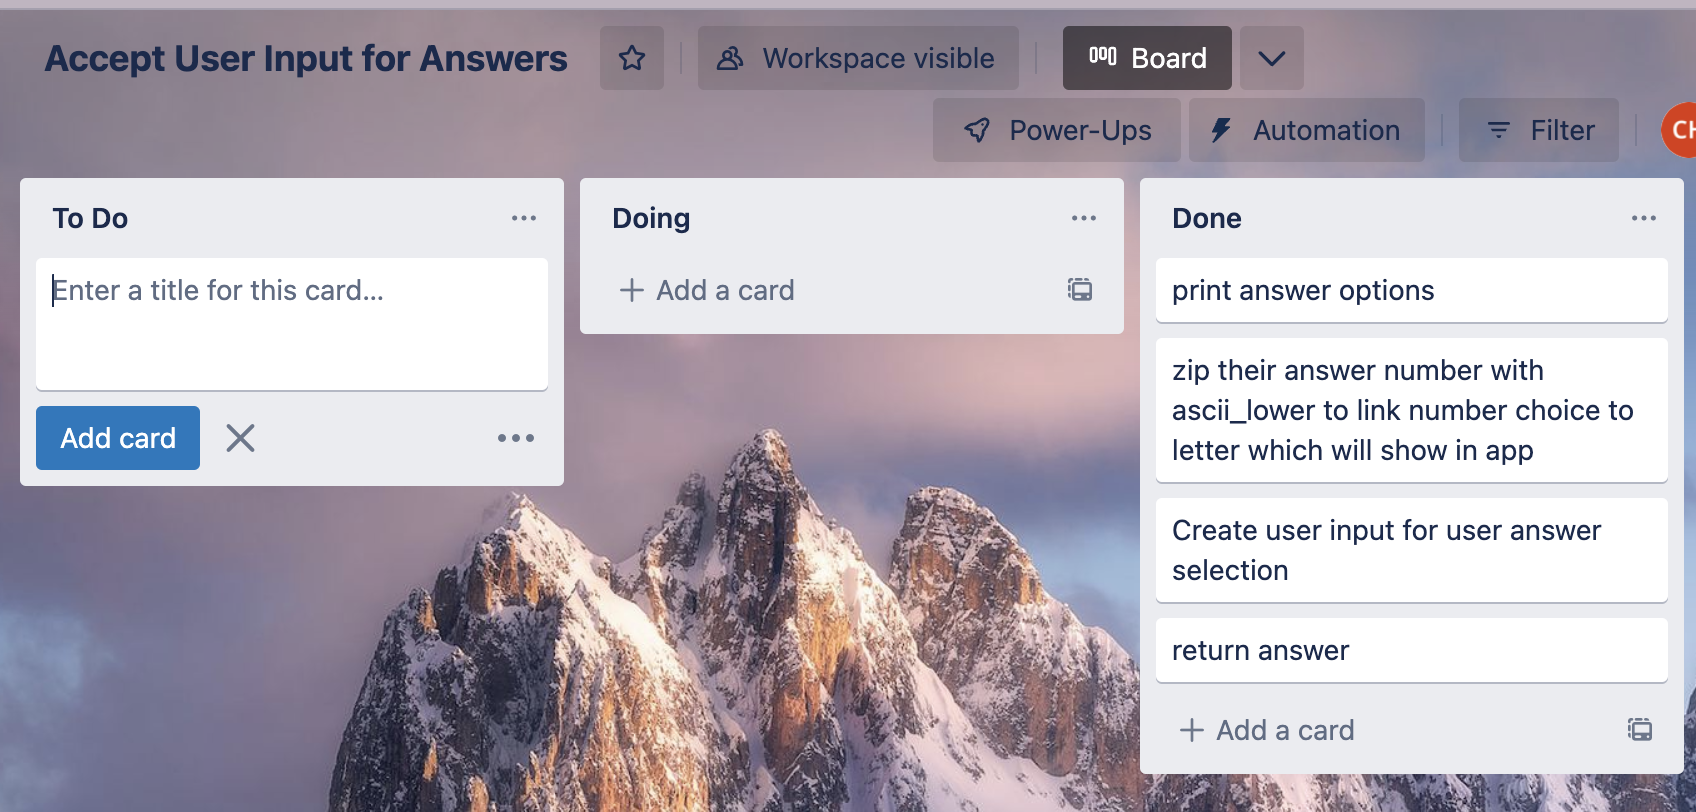 Accept User Input for Answers
Workspace visible
Board
Power-Ups
Automation
Filter
CH
To Do
Enter a title for this card...
Add card
Doing
Add a card
Done
print answer options
zip their answer number with
ascii_lower to link number choice to
letter which will show in app
Create user input for user answer
selection
return answer
Add a card